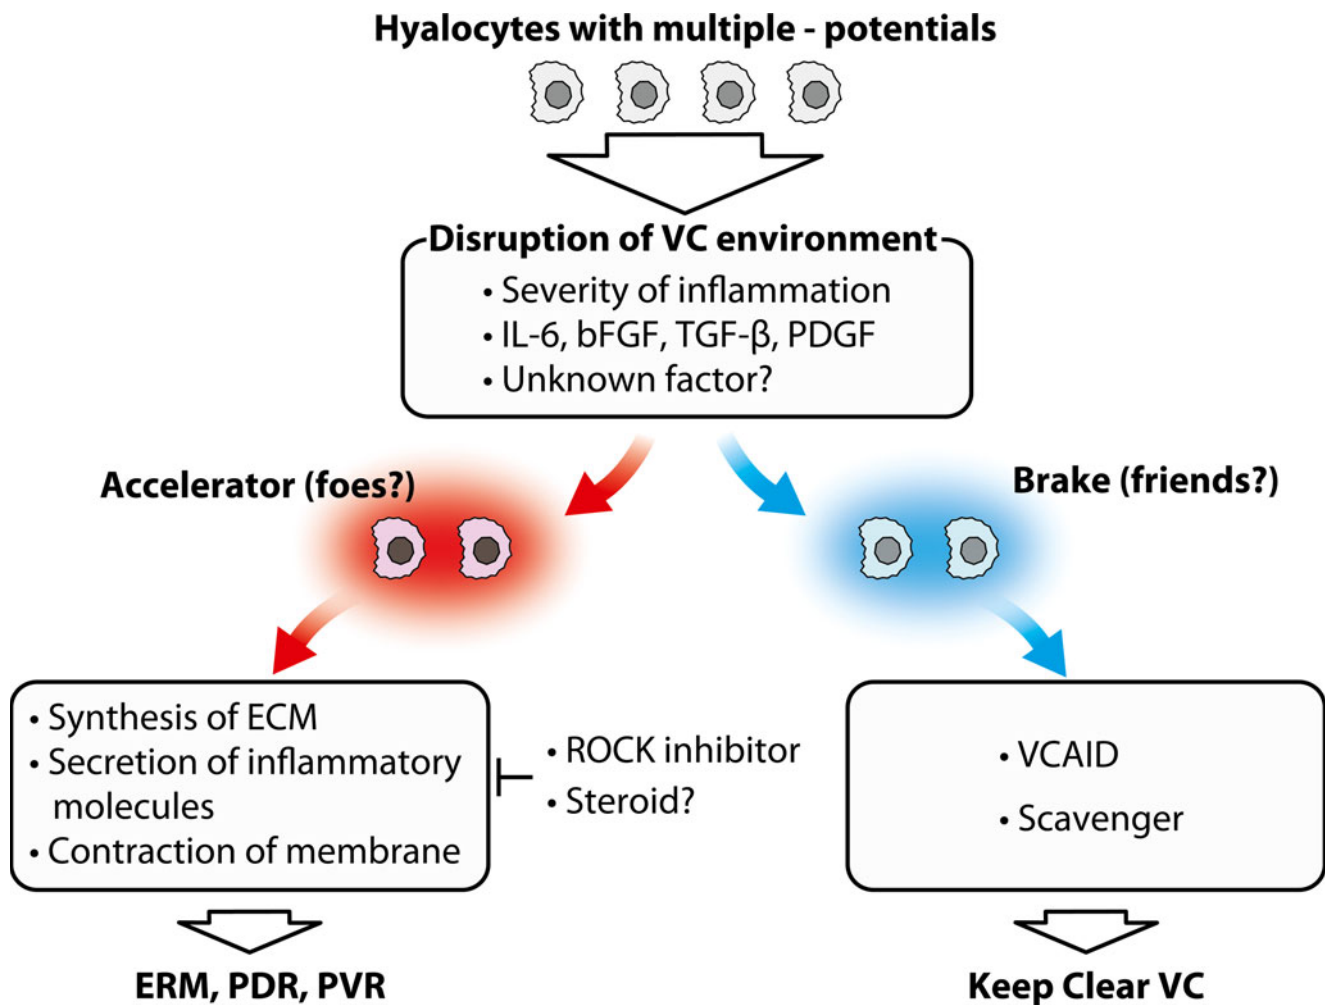 Hyalocytes with multiple - potentials
Disruption of VC environment
• Severity of inflammation
• IL-6, bFGF, TGF-β, PDGF
• Unknown factor?
Accelerator (foes?)
Brake (friends?)
• Synthesis of ECM
• Secretion of inflammatory
molecules
• Contraction of membrane
• ROCK inhibitor
• Steroid?
• VCAID
• Scavenger
ERM, PDR, PVR
Keep Clear VC